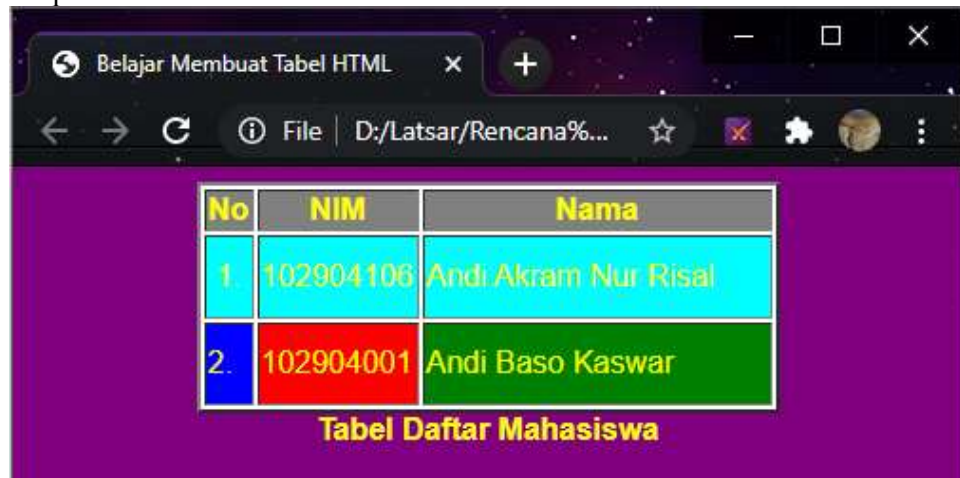 Belajar Membuat Tabel HTML
File | D:/Latsar/Rencana%...
No NIM Nama
1. 102904106 Andi Akram Nur Risal
2. 102904001 Andi Baso Kaswar
Tabel Daftar Mahasiswa